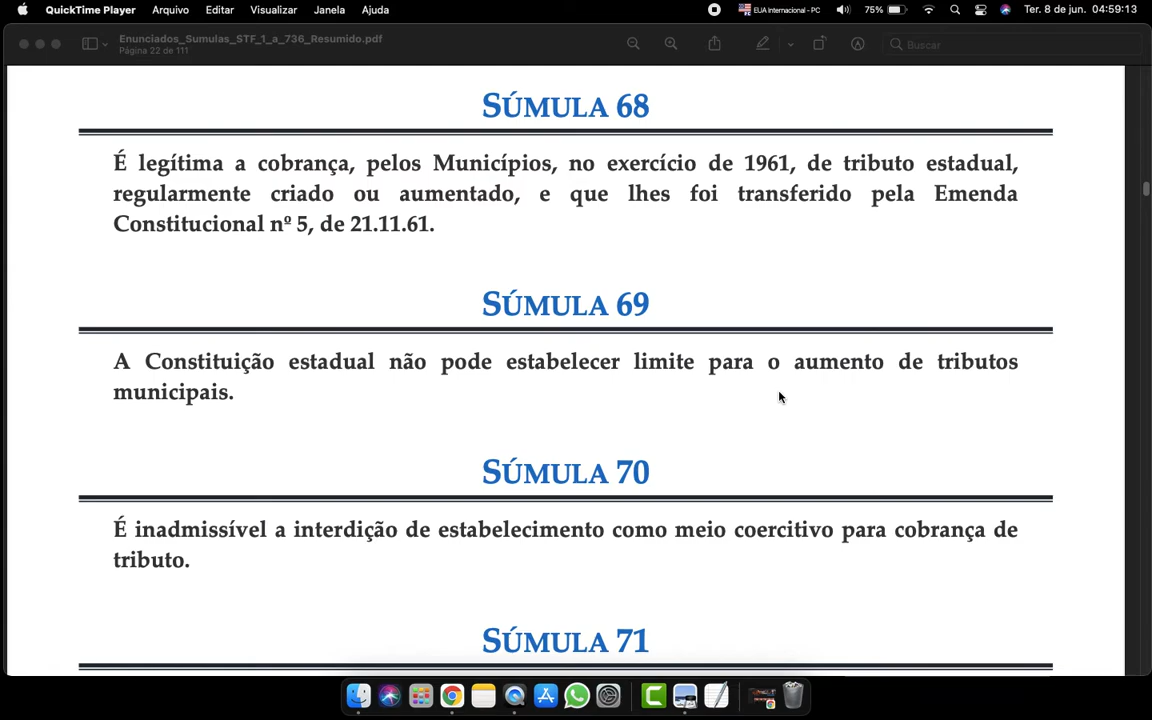 QuickTime Player Arquivo Editar Visualizar Janela Ajuda EUA Internacional - PC 75% Ter. 8 de jun. 04:59:13
Enunciados_Sumulas_STF_1_a_736_Resumido.pdf
Página 22 de 111
Buscar
SÚMULA 68
É legítima a cobrança, pelos Municípios, no exercício de 1961, de tributo estadual,
regularmente criado ou aumentado, e que lhes foi transferido pela Emenda
Constitucional nº 5, de 21.11.61.
SÚMULA 69
A Constituição estadual não pode estabelecer limite para o aumento de tributos
municipais.
SÚMULA 70
É inadmissível a interdição de estabelecimento como meio coercitivo para cobrança de
tributo.
SÚMULA 71